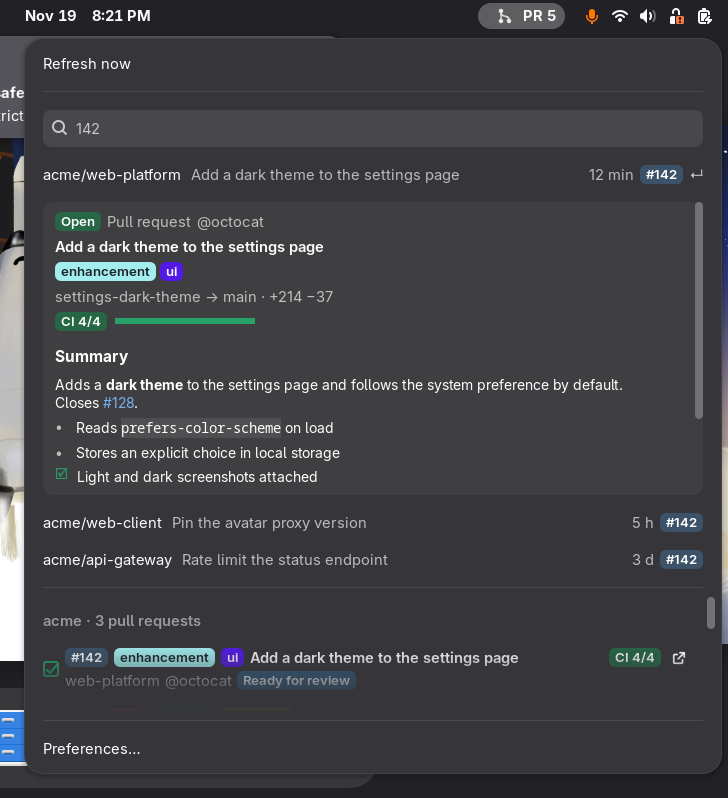 Nov 19 8:21 PM PR 5
safe
Refresh now
trict
142
acme/web-platform Add a dark theme to the settings page 12 min #142
Open Pull request @octocat
Add a dark theme to the settings page
enhancement ui
settings-dark-theme → main · +214 −37
CI 4/4
Summary
Adds a dark theme to the settings page and follows the system preference by default.
Closes #128.
• Reads prefers-color-scheme on load
• Stores an explicit choice in local storage
Light and dark screenshots attached
acme/web-client Pin the avatar proxy version 5 h #142
acme/api-gateway Rate limit the status endpoint 3 d #142
acme · 3 pull requests
#142 enhancement ui Add a dark theme to the settings page CI 4/4
web-platform @octocat Ready for review
Preferences...